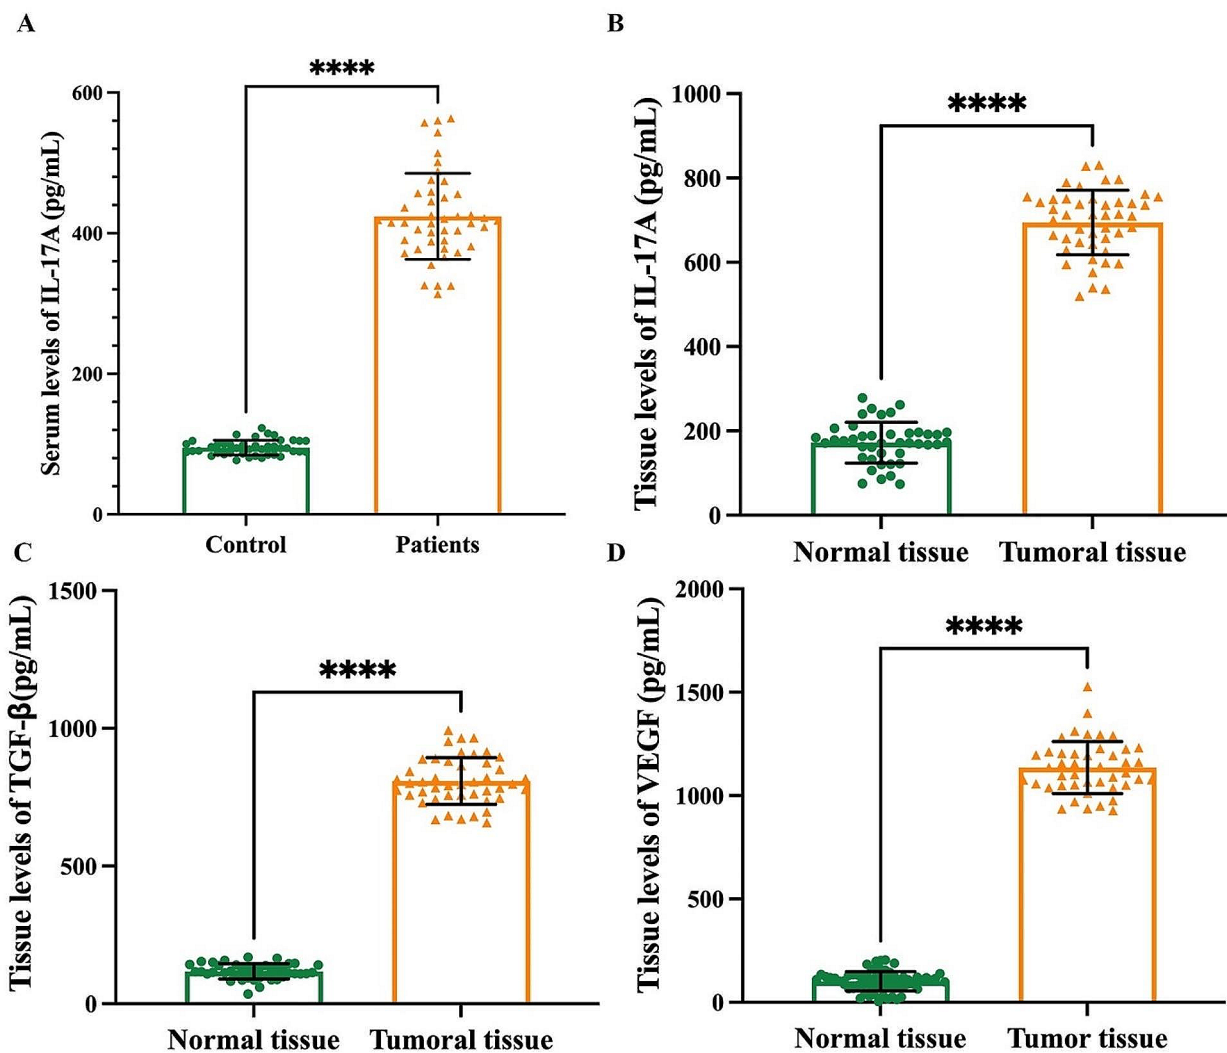 A
Serum levels of IL-17A (pg/mL)
600
400
200
0
****
Control
Patients
B
Tissue levels of IL-17A (pg/mL)
1000
800
600
400
200
0
****
Normal tissue
Tumoral tissue
C
Tissue levels of TGF-β(pg/mL)
1500
1000
500
0
****
Normal tissue
Tumoral tissue
D
Tissue levels of VEGF (pg/mL)
2000
1500
1000
500
0
****
Normal tissue
Tumor tissue